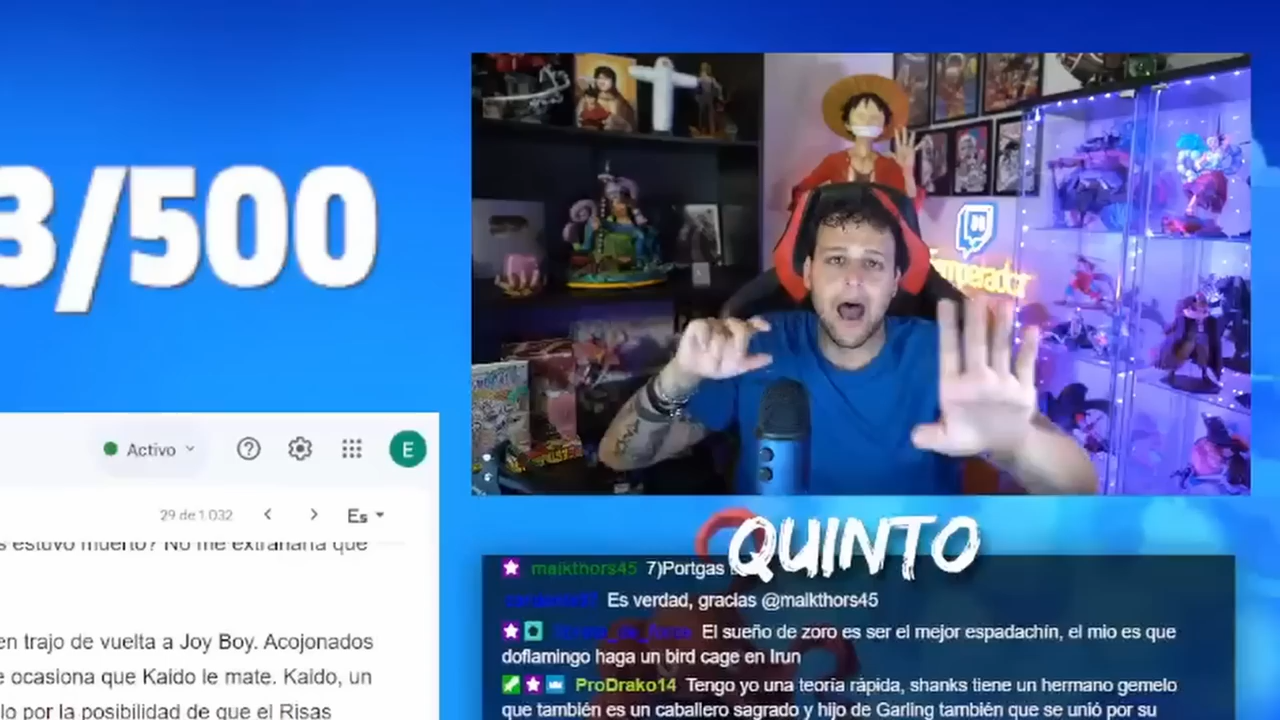 3/500
Emperador
Activo
E
29 de 1.032
Es
s estuvo muerto? No me extrañaría que
en trajo de vuelta a Joy Boy. Acojonados
e ocasiona que Kaido le mate. Kaido, un
lo por la posibilidad de que el Risas
QUINTO
malkthors45 7)Portgas
Es verdad, gracias @malkthors45
El sueño de zoro es ser el mejor espadachín, el mio es que
doflamingo haga un bird cage en Irun
ProDrako14 Tengo yo una teoría rápida, shanks tiene un hermano gemelo
que también es un caballero sagrado y hijo de Garling también que se unió por su